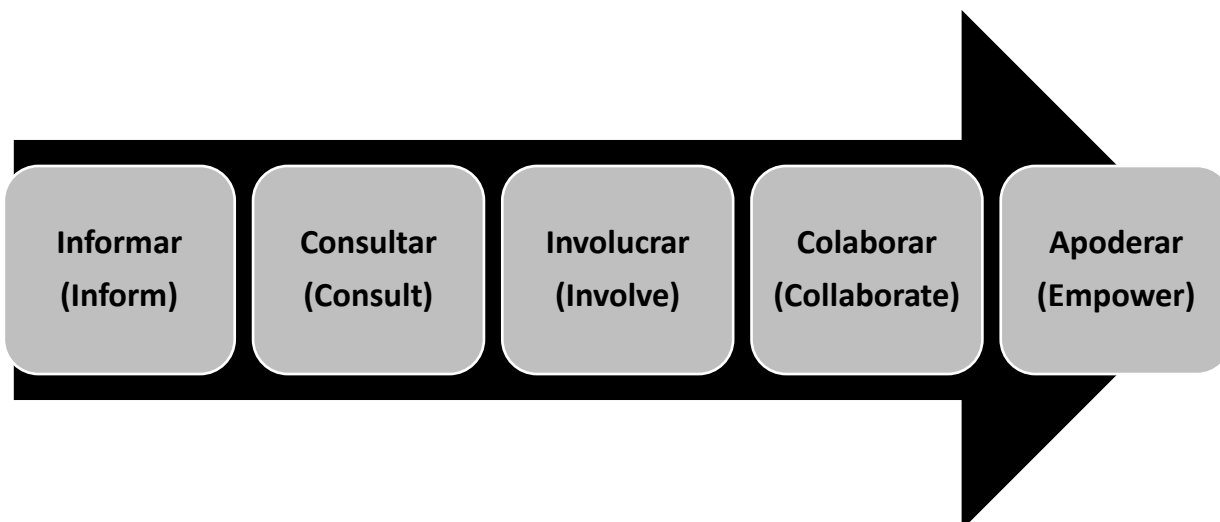 Informar
(Inform)
Consultar
(Consult)
Involucrar
(Involve)
Colaborar
(Collaborate)
Apoderar
(Empower)